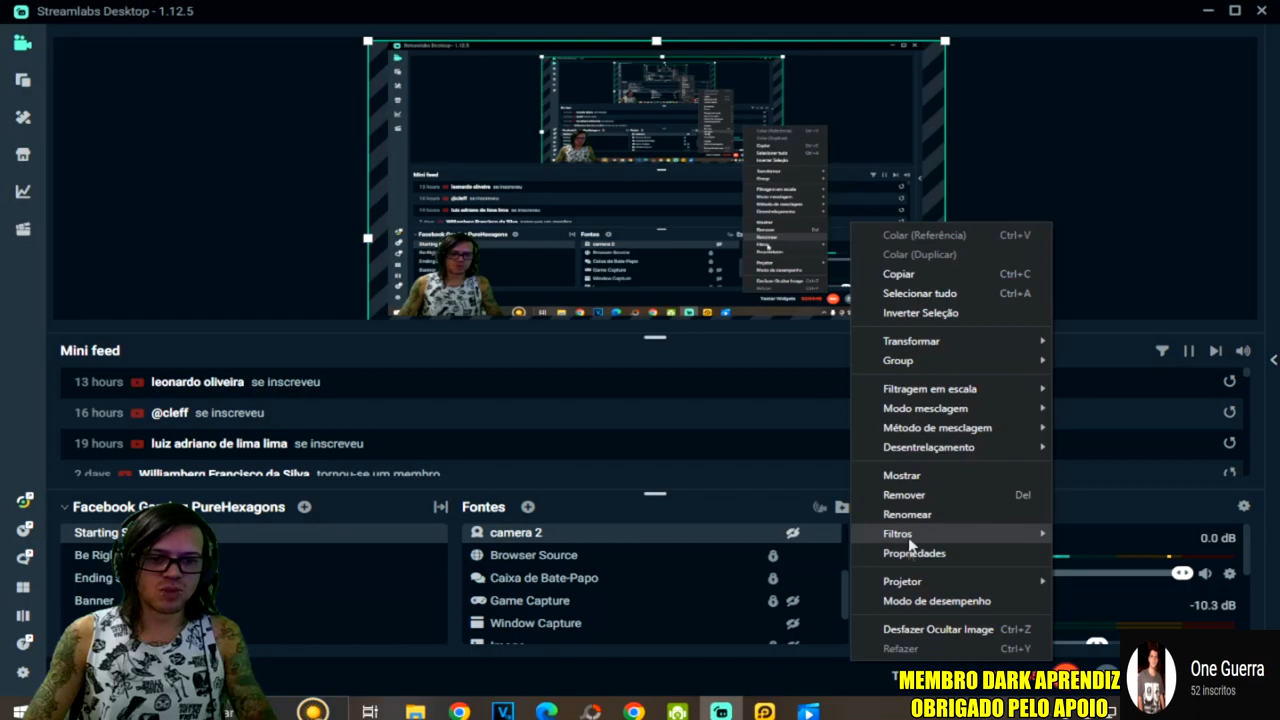 Streamlabs Desktop - 1.12.5
Mini feed
13 hours leonardo oliveira se inscreveu
16 hours @cleff se inscreveu
19 hours luiz adriano de lima lima se inscreveu
2 days Williamberg Francisco da Silva tornou-se um membro
Facebook Gaming PureHexagons
Starting S
Be Rig
Ending
Banner
Fontes
camera 2
Browser Source
Caixa de Bate-Papo
Game Capture
Window Capture
Colar (Referência) Ctrl+V
Colar (Duplicar)
Copiar Ctrl+C
Selecionar tudo Ctrl+A
Inverter Seleção
Transformar
Group
Filtragem em escala
Modo mesclagem
Método de mesclagem
Desentrelaçamento
Mostrar
Remover Del
Renomear
Filtros
Propriedades
Projetor
Modo de desempenho
Desfazer Ocultar Image Ctrl+Z
Refazer Ctrl+Y
0.0 dB
-10.3 dB
One Guerra
52 inscritos
MEMBRO DARK APRENDIZ
OBRIGADO PELO APOIO